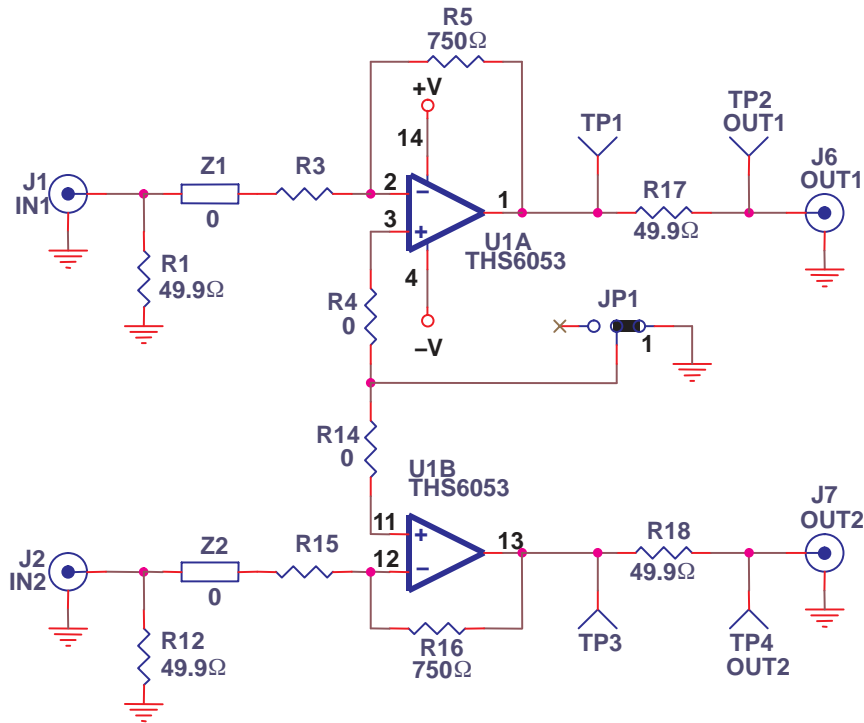 R5
750Ω
+V
14
TP1
TP2
OUT1
J1
IN1
Z1
0
R3
2
3
1
R17
49.9Ω
J6
OUT1
R1
49.9Ω
U1A
THS6053
4
R4
0
–V
JP1
1
R14
0
U1B
THS6053
11
12
13
J2
IN2
Z2
0
R15
R18
49.9Ω
J7
OUT2
R12
49.9Ω
R16
750Ω
TP3
TP4
OUT2